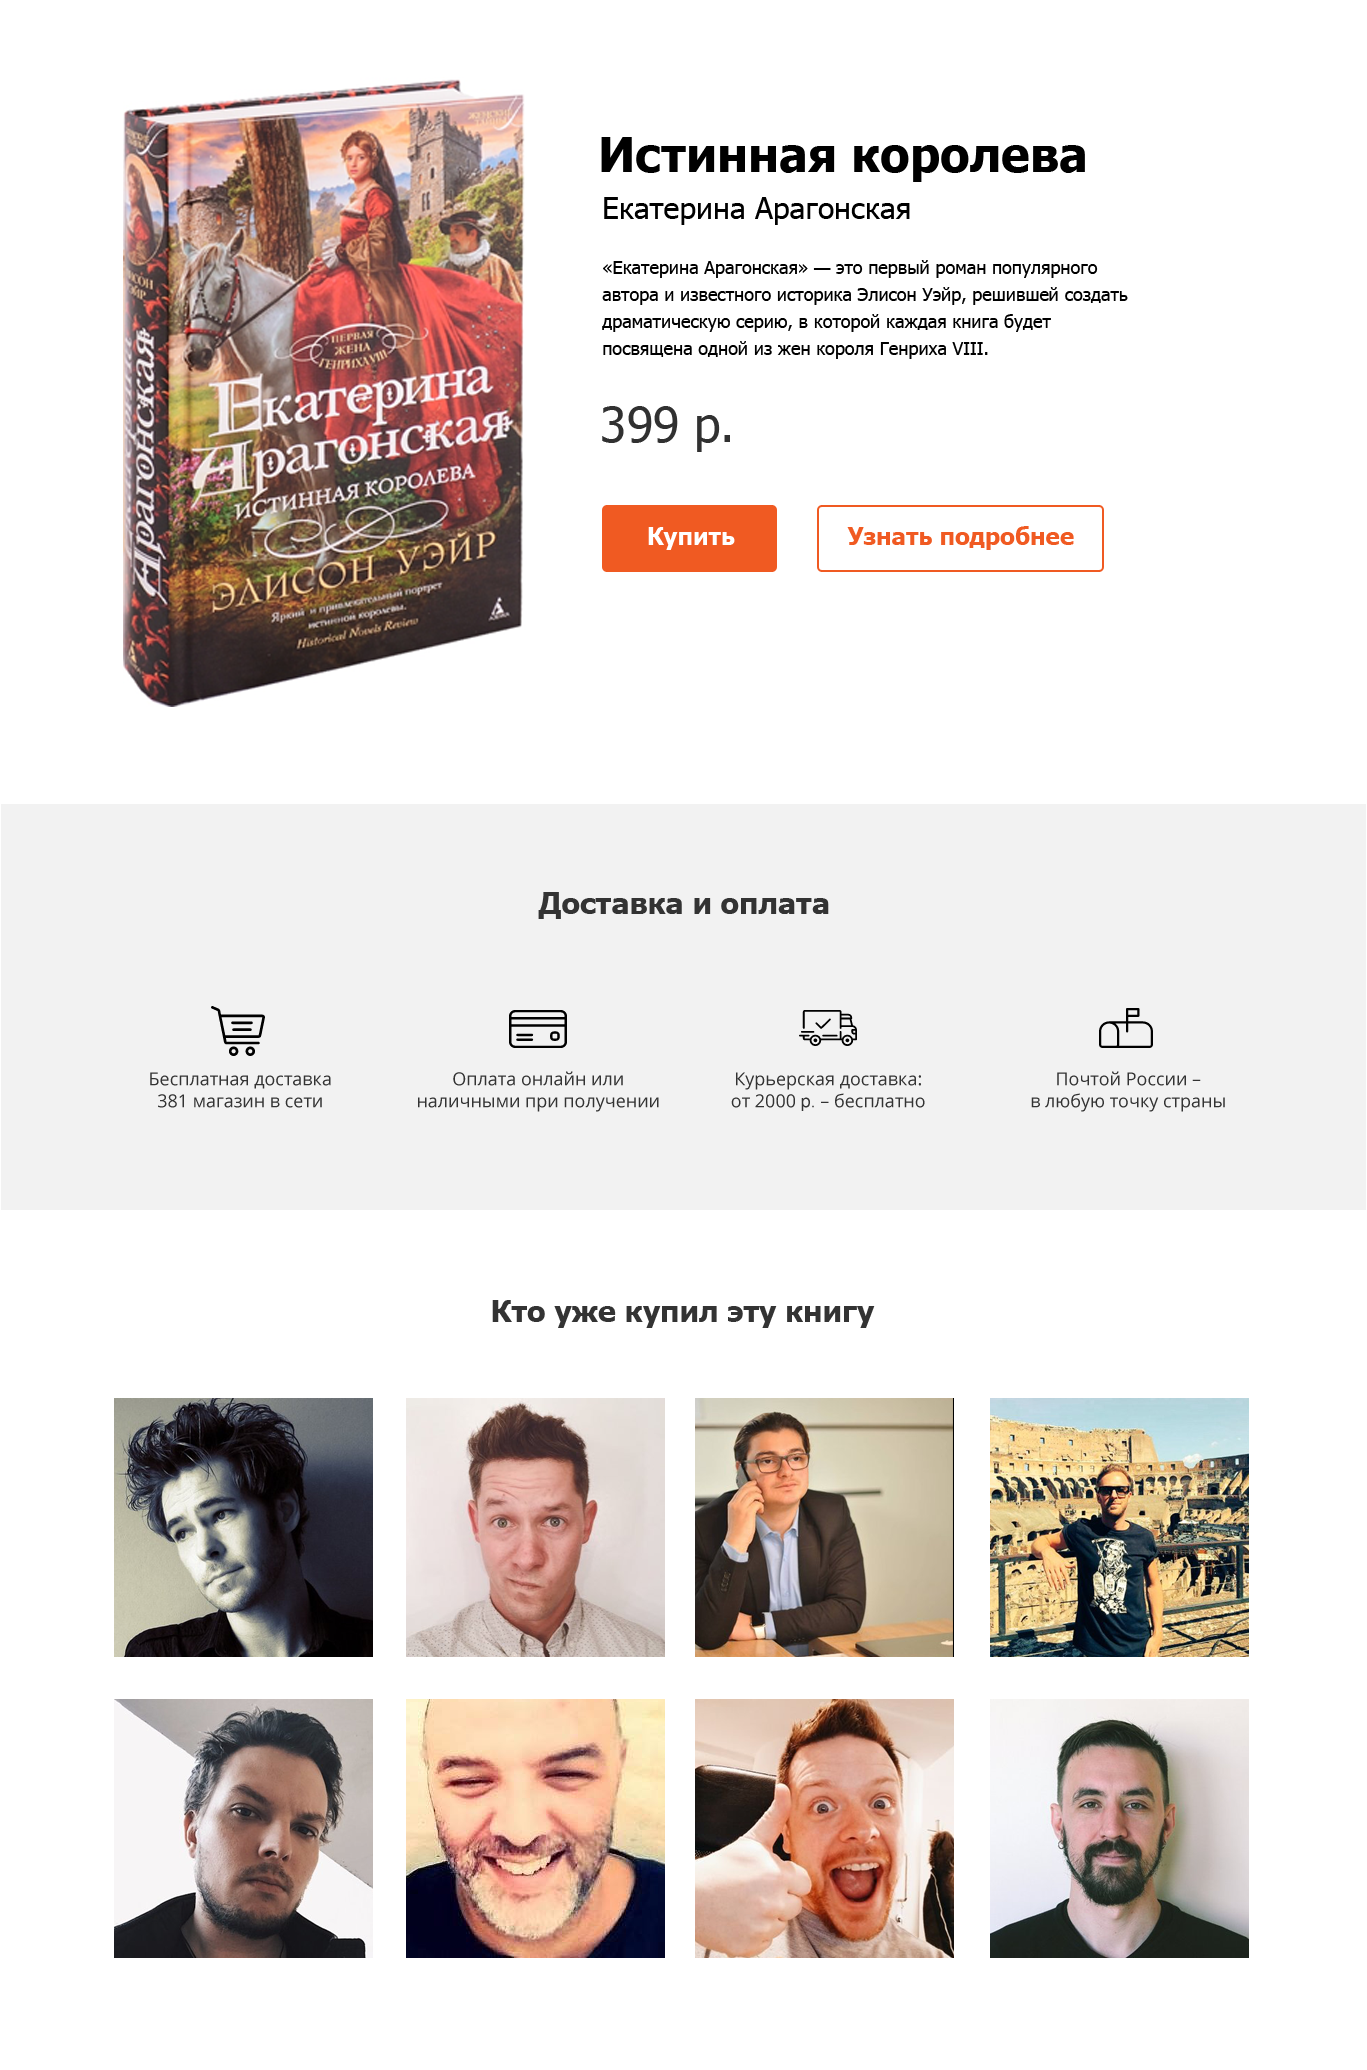 Истинная королева
Екатерина Арагонская
«Екатерина Арагонская» — это первый роман популярного
автора и известного историка Элисон Уэйр, решившей создать
драматическую серию, в которой каждая книга будет
посвящена одной из жен короля Генриха VIII.
399 р.
Купить
Узнать подробнее
ПЕРВАЯ
ЖЕНА
ГЕНРИХА VIII
Екатерина
Арагонская
ИСТИННАЯ КОРОЛЕВА
ЭЛИСОН УЭЙР
Яркий и привлекательный портрет
истинной королевы.
Historical Novels Review
Арагонская
Доставка и оплата
Бесплатная доставка
381 магазин в сети
Оплата онлайн или
наличными при получении
Курьерская доставка:
от 2000 р. – бесплатно
Почтой России –
в любую точку страны
Кто уже купил эту книгу